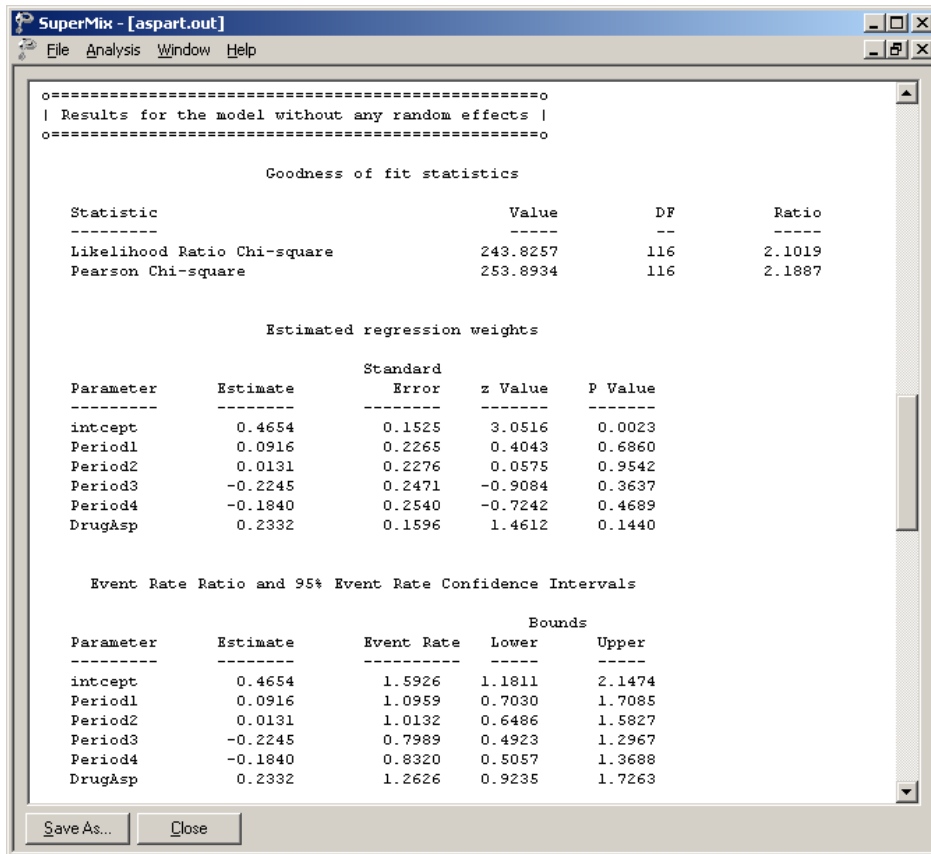 SuperMix - [aspart.out]
File Analysis Window Help
o==================================================o
| Results for the model without any random effects |
o==================================================o
Goodness of fit statistics
Statistic Value DF Ratio
--------- ----- -- -----
Likelihood Ratio Chi-square 243.8257 116 2.1019
Pearson Chi-square 253.8934 116 2.1887
Estimated regression weights
Standard
Parameter Estimate Error z Value P Value
--------- -------- -------- ------- -------
intcept 0.4654 0.1525 3.0516 0.0023
Period1 0.0916 0.2265 0.4043 0.6860
Period2 0.0131 0.2276 0.0575 0.9542
Period3 -0.2245 0.2471 -0.9084 0.3637
Period4 -0.1840 0.2540 -0.7242 0.4689
DrugAsp 0.2332 0.1596 1.4612 0.1440
Event Rate Ratio and 95% Event Rate Confidence Intervals
Bounds
Parameter Estimate Event Rate Lower Upper
--------- -------- ---------- ----- -----
intcept 0.4654 1.5926 1.1811 2.1474
Period1 0.0916 1.0959 0.7030 1.7085
Period2 0.0131 1.0132 0.6486 1.5827
Period3 -0.2245 0.7989 0.4923 1.2967
Period4 -0.1840 0.8320 0.5057 1.3688
DrugAsp 0.2332 1.2626 0.9235 1.7263
Save As... Close